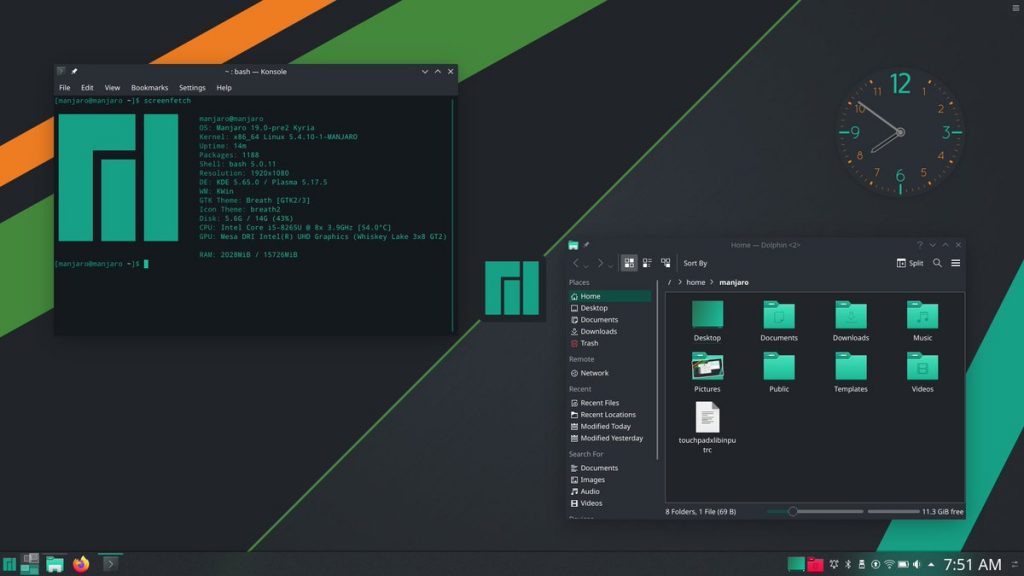 ~ : bash — Konsole
File Edit View Bookmarks Settings Help
[manjaro@manjaro ~]$ screenfetch
manjaro@manjaro
OS: Manjaro 19.0-pre2 Kyria
Kernel: x86_64 Linux 5.4.10-1-MANJARO
Uptime: 14m
Packages: 1188
Shell: bash 5.0.11
Resolution: 1920x1080
DE: KDE 5.65.0 / Plasma 5.17.5
WM: KWin
GTK Theme: Breath [GTK2/3]
Icon Theme: breath2
Disk: 5.6G / 14G (43%)
CPU: Intel Core i5-8265U @ 8x 3.9GHz [54.0°C]
GPU: Mesa DRI Intel(R) UHD Graphics (Whiskey Lake 3x8 GT2)
RAM: 2028MiB / 15726MiB
[manjaro@manjaro ~]$
12
1
2
3
4
5
6
7
8
9
10
11
Home — Dolphin <2>
Sort By
Split
Places
Home
Desktop
Documents
Downloads
Trash
Remote
Network
Recent
Recent Files
Recent Locations
Modified Today
Modified Yesterday
Search For
Documents
Images
Audio
Videos
/ > home > manjaro
Desktop Documents Downloads Music
Pictures Public Templates Videos
touchpadxlibinpu
trc
8 Folders, 1 File (69 B)
11.3 GiB free
7:51 AM